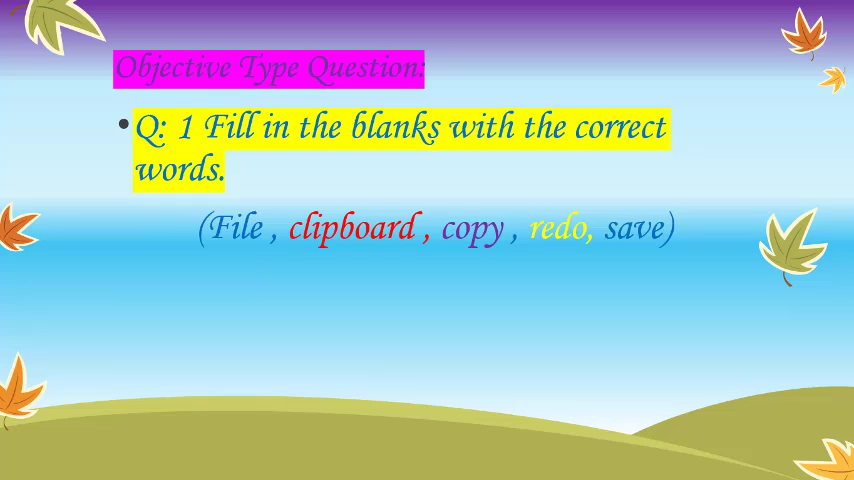 Objective Type Question:
• Q: 1 Fill in the blanks with the correct
words.
(File , clipboard , copy , redo, save)